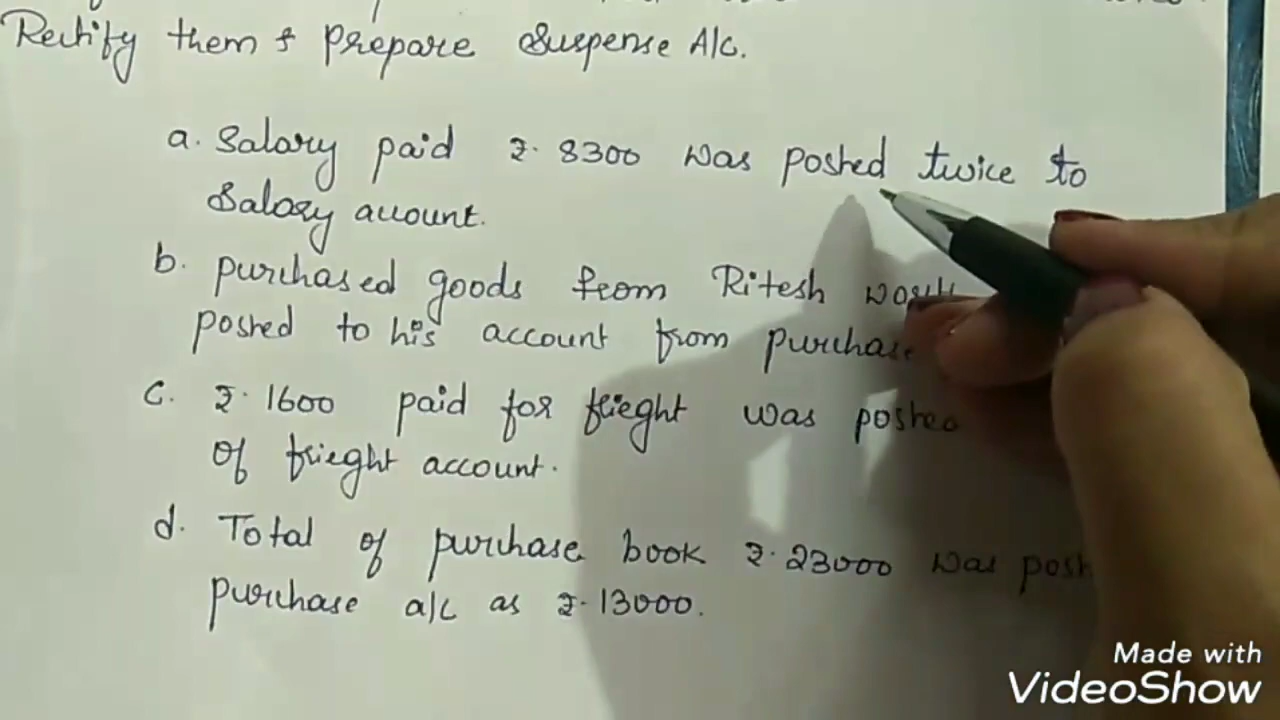 Rectify them & prepare Suspense A/c.
a. Salary paid ₹. 8300 was posted twice to
Salary account.
b. purchased goods from Ritesh
posted to his account from purchase
c. ₹. 1600 paid for frieght was posted
of frieght account.
d. Total of purchase book ₹. 23000 was
purchase a/c as ₹. 13000.
Made with
VideoShow